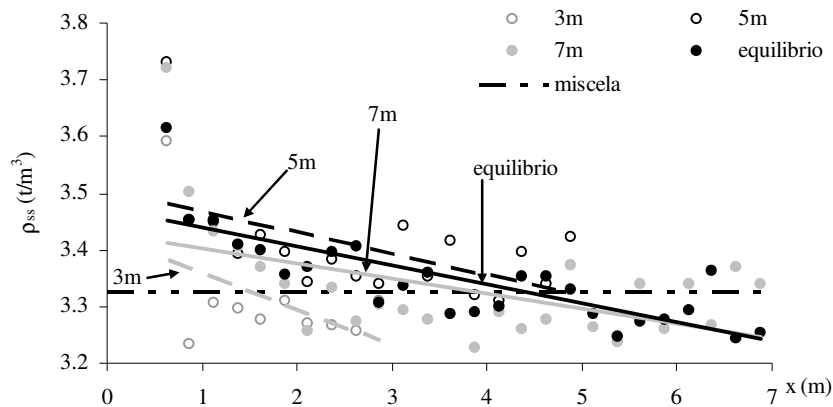 3.8
3.7
3.6
3.5
3.4
3.3
3.2
ρss (t/m³)
3m
5m
7m
equilibrio
miscela
7m
5m
equilibrio
3m
0 1 2 3 4 5 6 7
x (m)